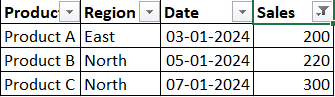 Product Region Date Sales
Product A East 03-01-2024 200
Product B North 05-01-2024 220
Product C North 07-01-2024 300